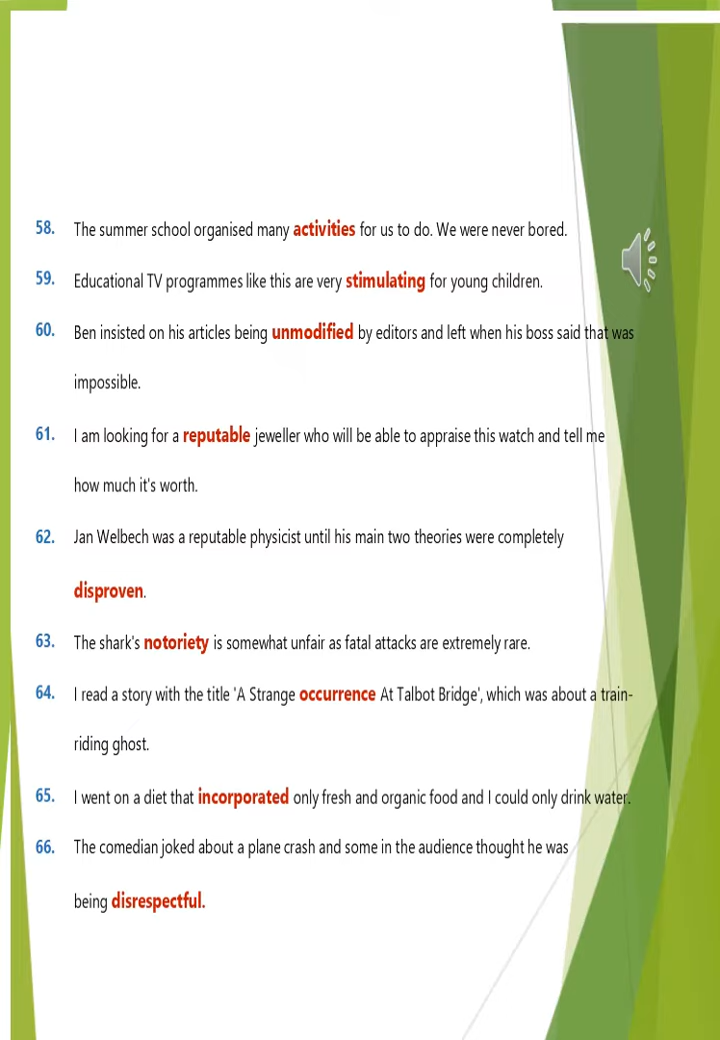 58. The summer school organised many activities for us to do. We were never bored.
59. Educational TV programmes like this are very stimulating for young children.
60. Ben insisted on his articles being unmodified by editors and left when his boss said that was
impossible.
61. I am looking for a reputable jeweller who will be able to appraise this watch and tell me
how much it's worth.
62. Jan Welbech was a reputable physicist until his main two theories were completely
disproven.
63. The shark's notoriety is somewhat unfair as fatal attacks are extremely rare.
64. I read a story with the title 'A Strange occurrence At Talbot Bridge', which was about a train-
riding ghost.
65. I went on a diet that incorporated only fresh and organic food and I could only drink water.
66. The comedian joked about a plane crash and some in the audience thought he was
being disrespectful.